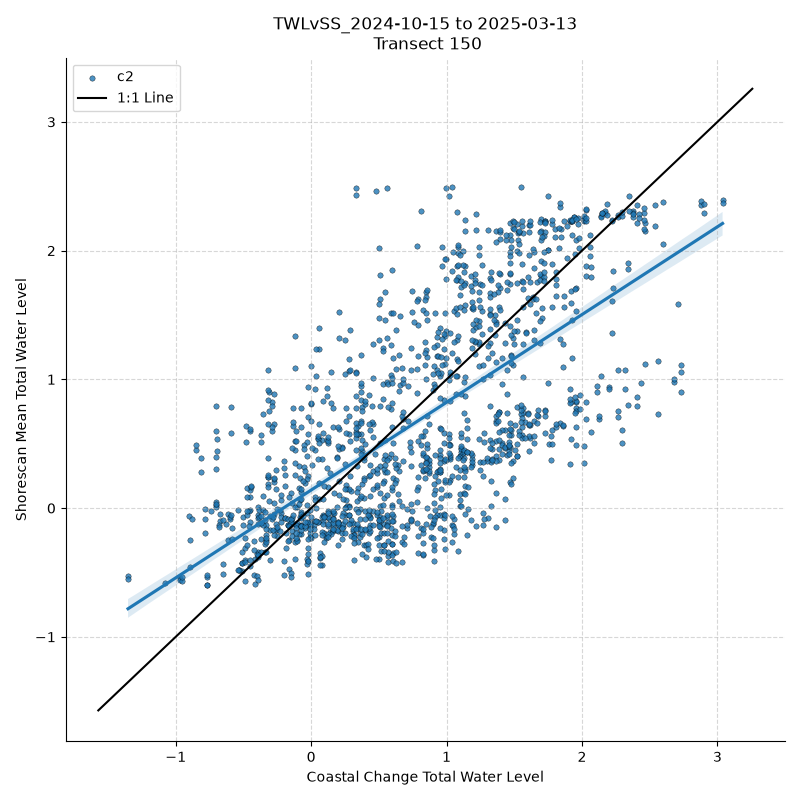 TWLvSS_2024-10-15 to 2025-03-13
Transect 150
c2
1:1 Line
Shorescan Mean Total Water Level
3
2
1
0
−1
−1
0
1
2
3
Coastal Change Total Water Level